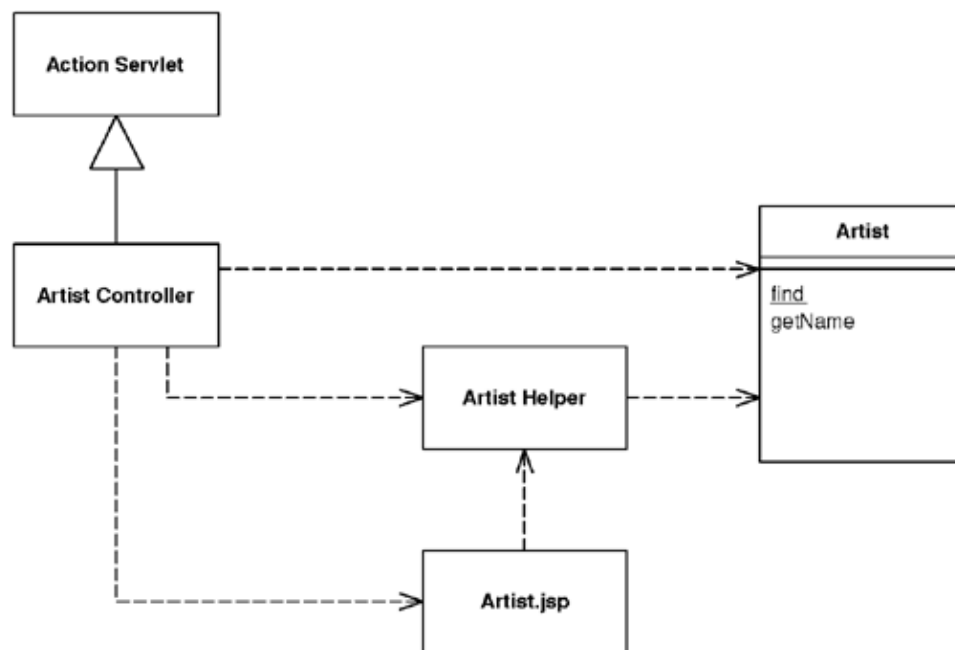 Action Servlet
Artist Controller
Artist
find
getName
Artist Helper
Artist.jsp